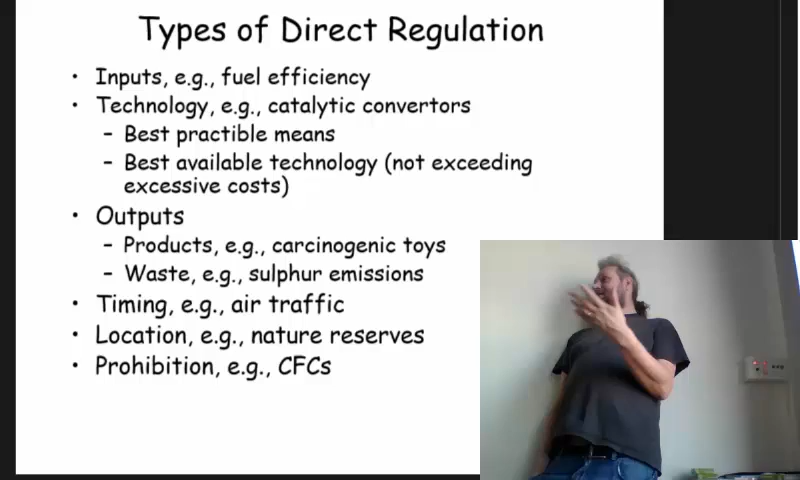 Types of Direct Regulation
• Inputs, e.g., fuel efficiency
• Technology, e.g., catalytic convertors
– Best practible means
– Best available technology (not exceeding
excessive costs)
• Outputs
– Products, e.g., carcinogenic toys
– Waste, e.g., sulphur emissions
• Timing, e.g., air traffic
• Location, e.g., nature reserves
• Prohibition, e.g., CFCs